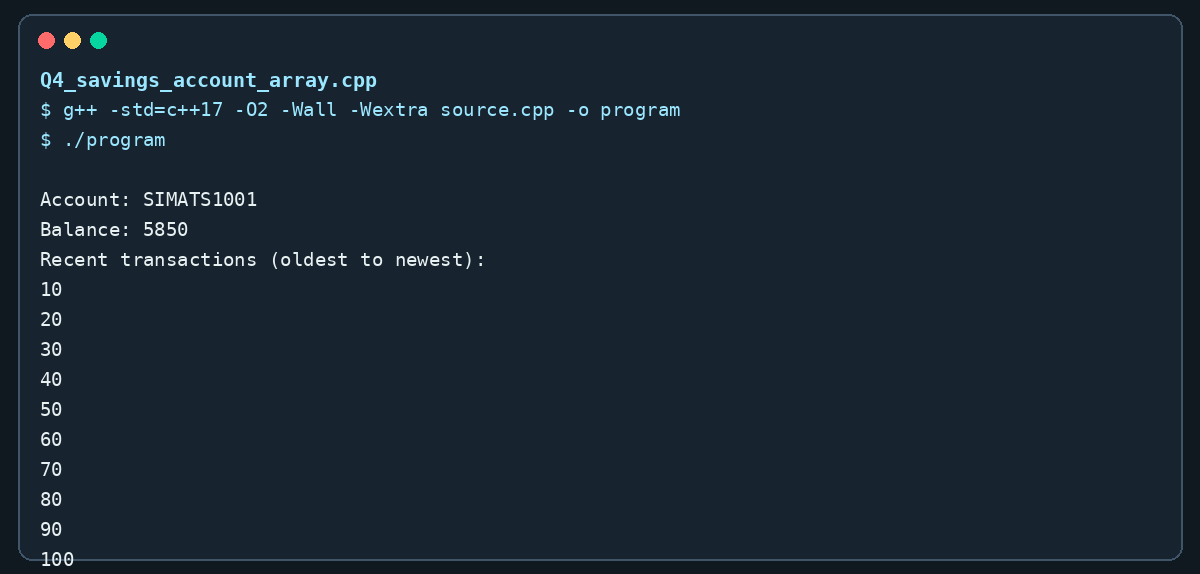 Q4_savings_account_array.cpp
$ g++ -std=c++17 -O2 -Wall -Wextra source.cpp -o program
$ ./program
Account: SIMATS1001
Balance: 5850
Recent transactions (oldest to newest):
10
20
30
40
50
60
70
80
90
100